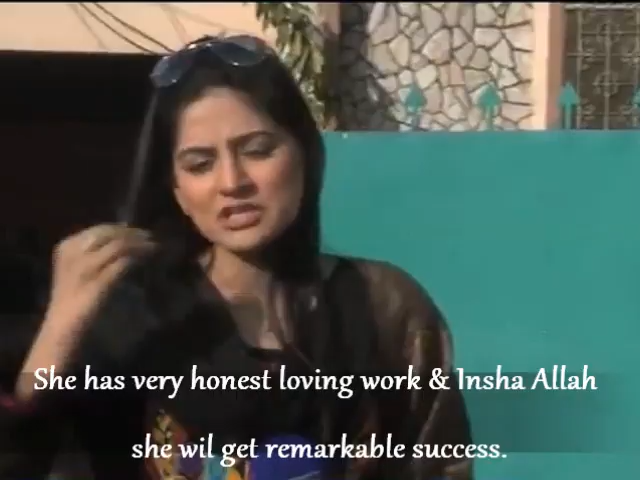 She has very honest loving work & Insha Allah
she wil get remarkable success.